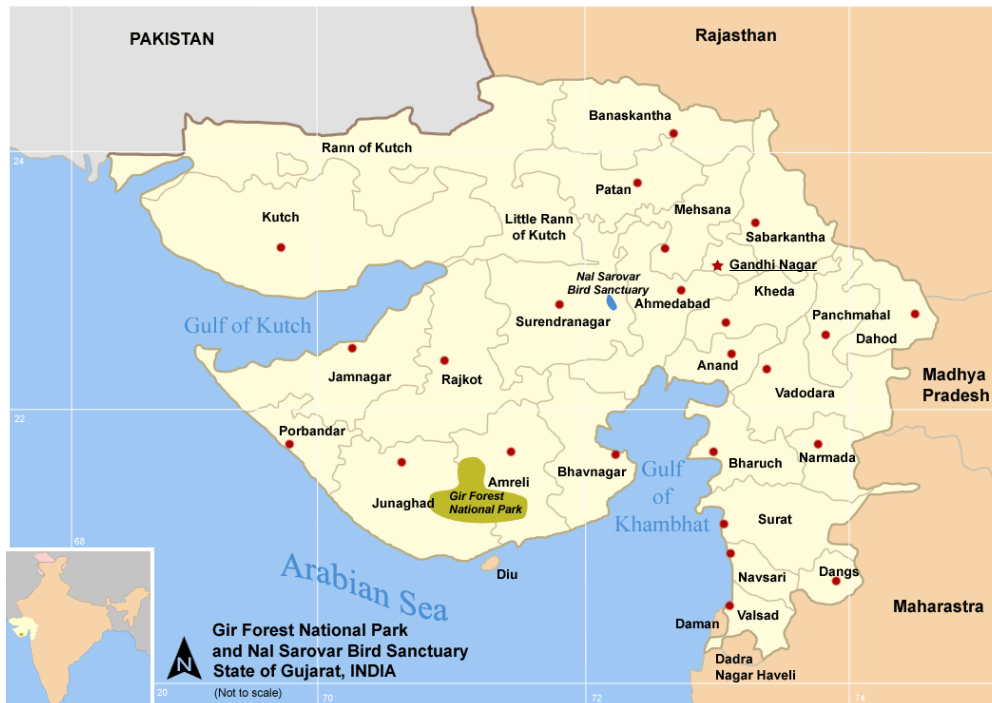 PAKISTAN
Rajasthan
Banaskantha
Rann of Kutch
24
Patan
Mehsana
Kutch
Little Rann
of Kutch
Sabarkantha
Gandhi Nagar
Nal Sarovar
Bird Sanctuary
Ahmedabad
Kheda
Gulf of Kutch
Surendranagar
Panchmahal
Dahod
Jamnagar
Rajkot
Anand
Vadodara
Madhya
Pradesh
22
Porbandar
Bhavnagar
Gulf
of
Khambhat
Bharuch
Narmada
Junaghad
Amreli
Gir Forest
National Park
Surat
68
Arabian Sea
Diu
Navsari
Dangs
Maharastra
Daman
Valsad
N
Gir Forest National Park
and Nal Sarovar Bird Sanctuary
State of Gujarat, INDIA
(Not to scale)
Dadra
Nagar Haveli
20
70
72
74